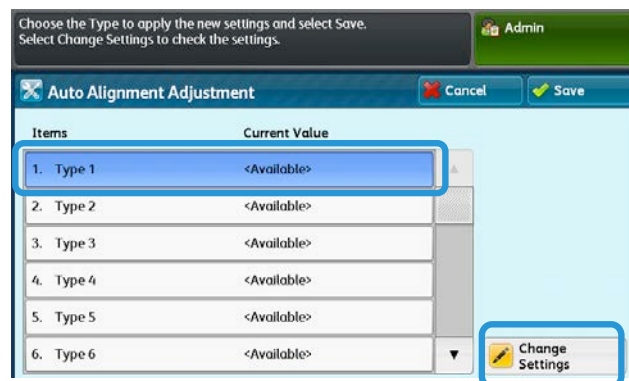 Choose the Type to apply the new settings and select Save.
Select Change Settings to check the settings.
Admin
Auto Alignment Adjustment
Cancel
Save
Items Current Value
1. Type 1 <Available>
2. Type 2 <Available>
3. Type 3 <Available>
4. Type 4 <Available>
5. Type 5 <Available>
6. Type 6 <Available>
Change
Settings